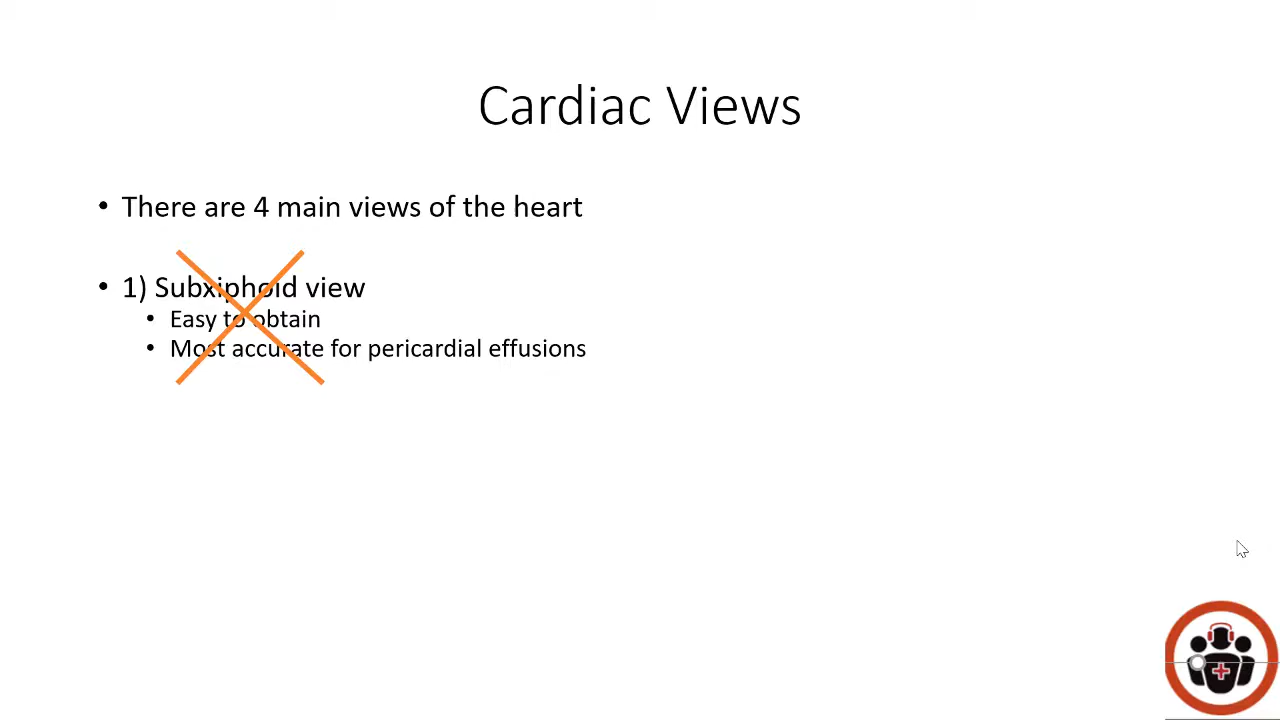 Cardiac Views
• There are 4 main views of the heart
• 1) Subxiphoid view
• Easy to obtain
• Most accurate for pericardial effusions